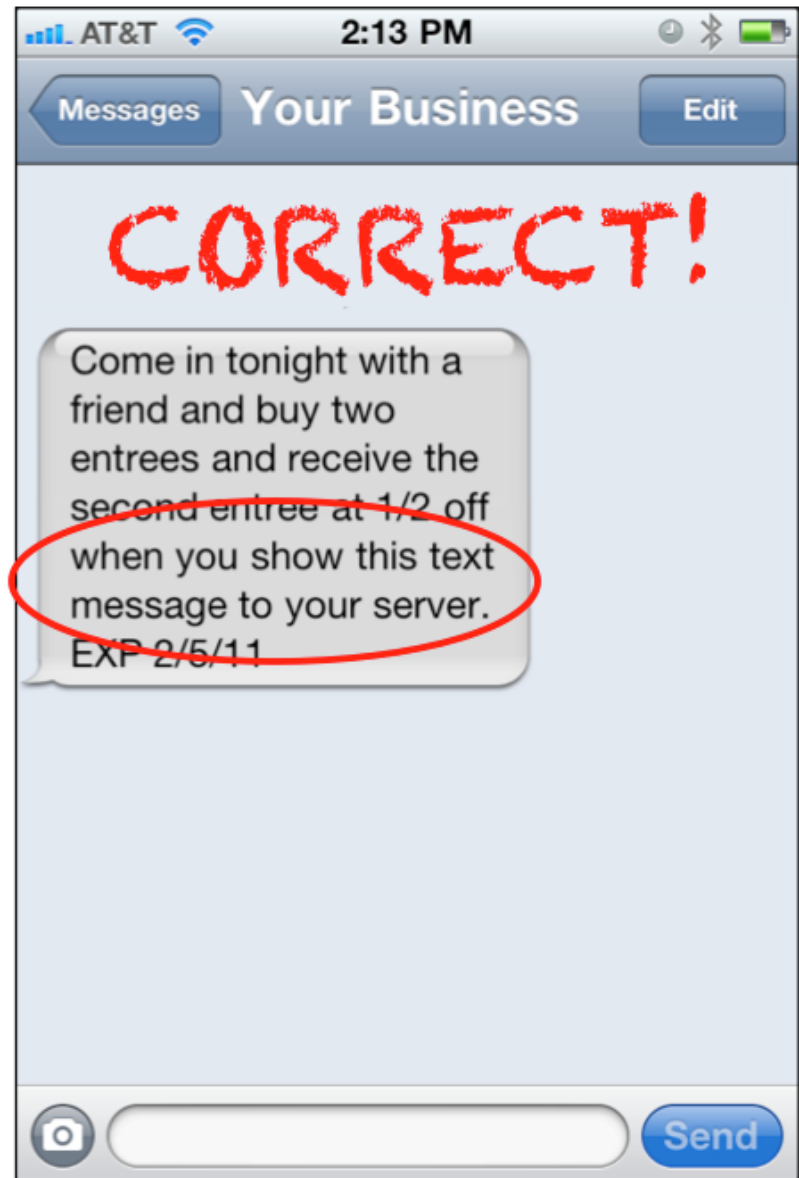 AT&T 2:13 PM
Messages Your Business Edit
CORRECT!
Come in tonight with a
friend and buy two
entrees and receive the
second entree at 1/2 off
when you show this text
message to your server.
EXP 2/5/11
Send